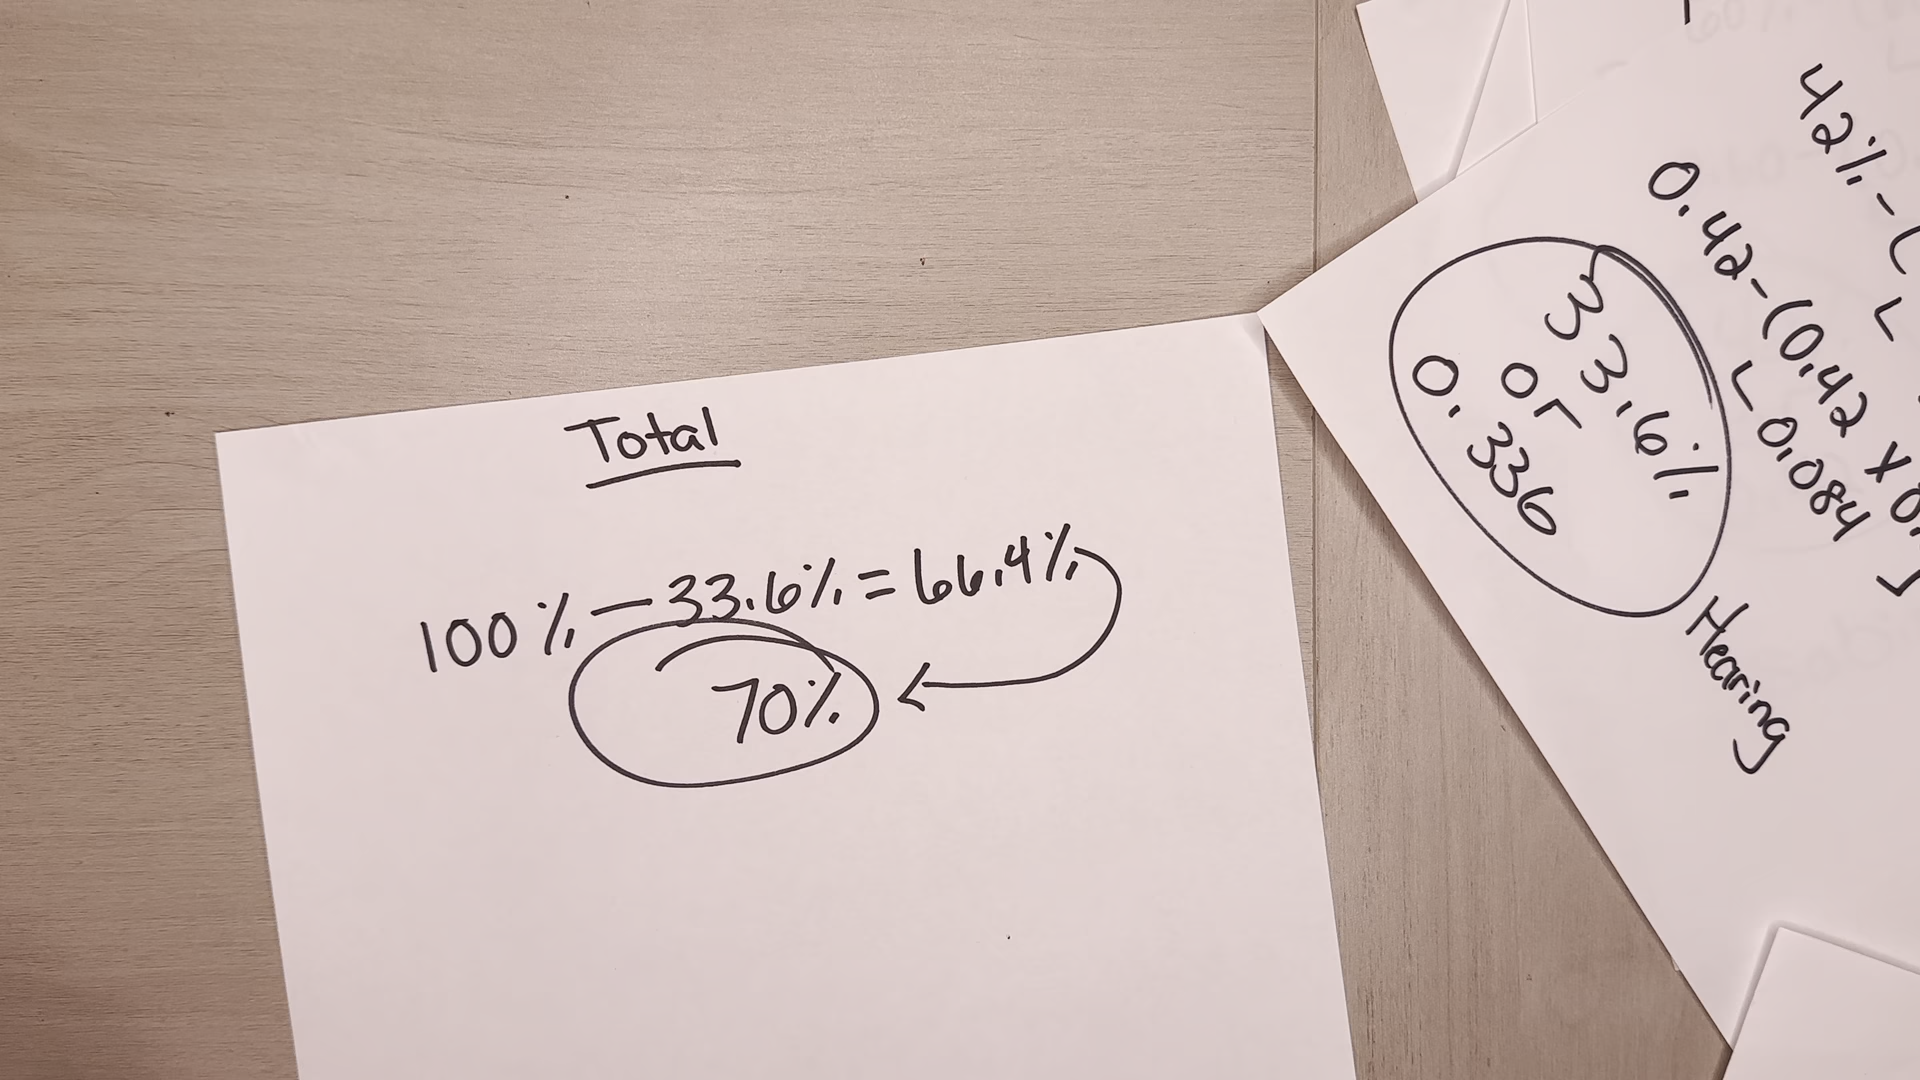 Total
100% - 33.6% = 66.4%
70%
42% - (
0.42 - (0.42 x 0.
0.084
33.6%
or
0.336
Hearing